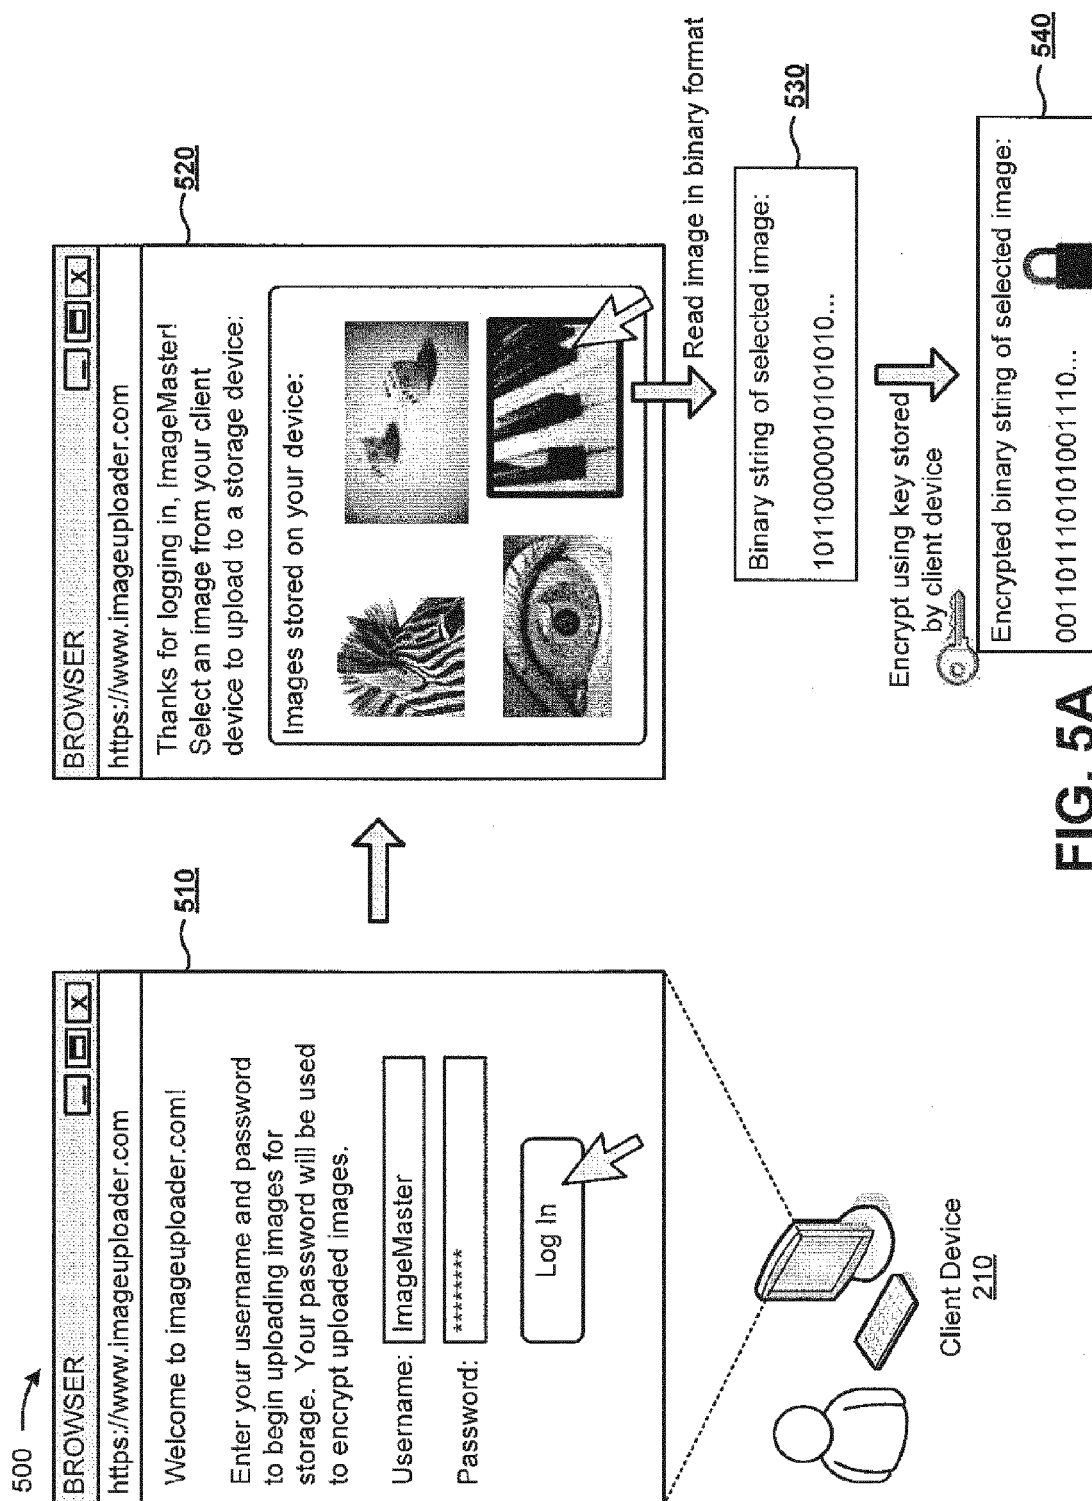 500
BROWSER
https://www.imageuploader.com
Welcome to imageuploader.com!
Enter your username and password
to begin uploading images for
storage. Your password will be used
to encrypt uploaded images.
Username: ImageMaster
Password: ********
Log In
510
Client Device
210
BROWSER
https://www.imageuploader.com
Thanks for logging in, ImageMaster!
Select an image from your client
device to upload to a storage device:
Images stored on your device:
520
Read image in binary format
Binary string of selected image:
10110000010101010...
530
Encrypt using key stored
by client device
Encrypted binary string of selected image:
0011011101010011110...
540
FIG. 5A